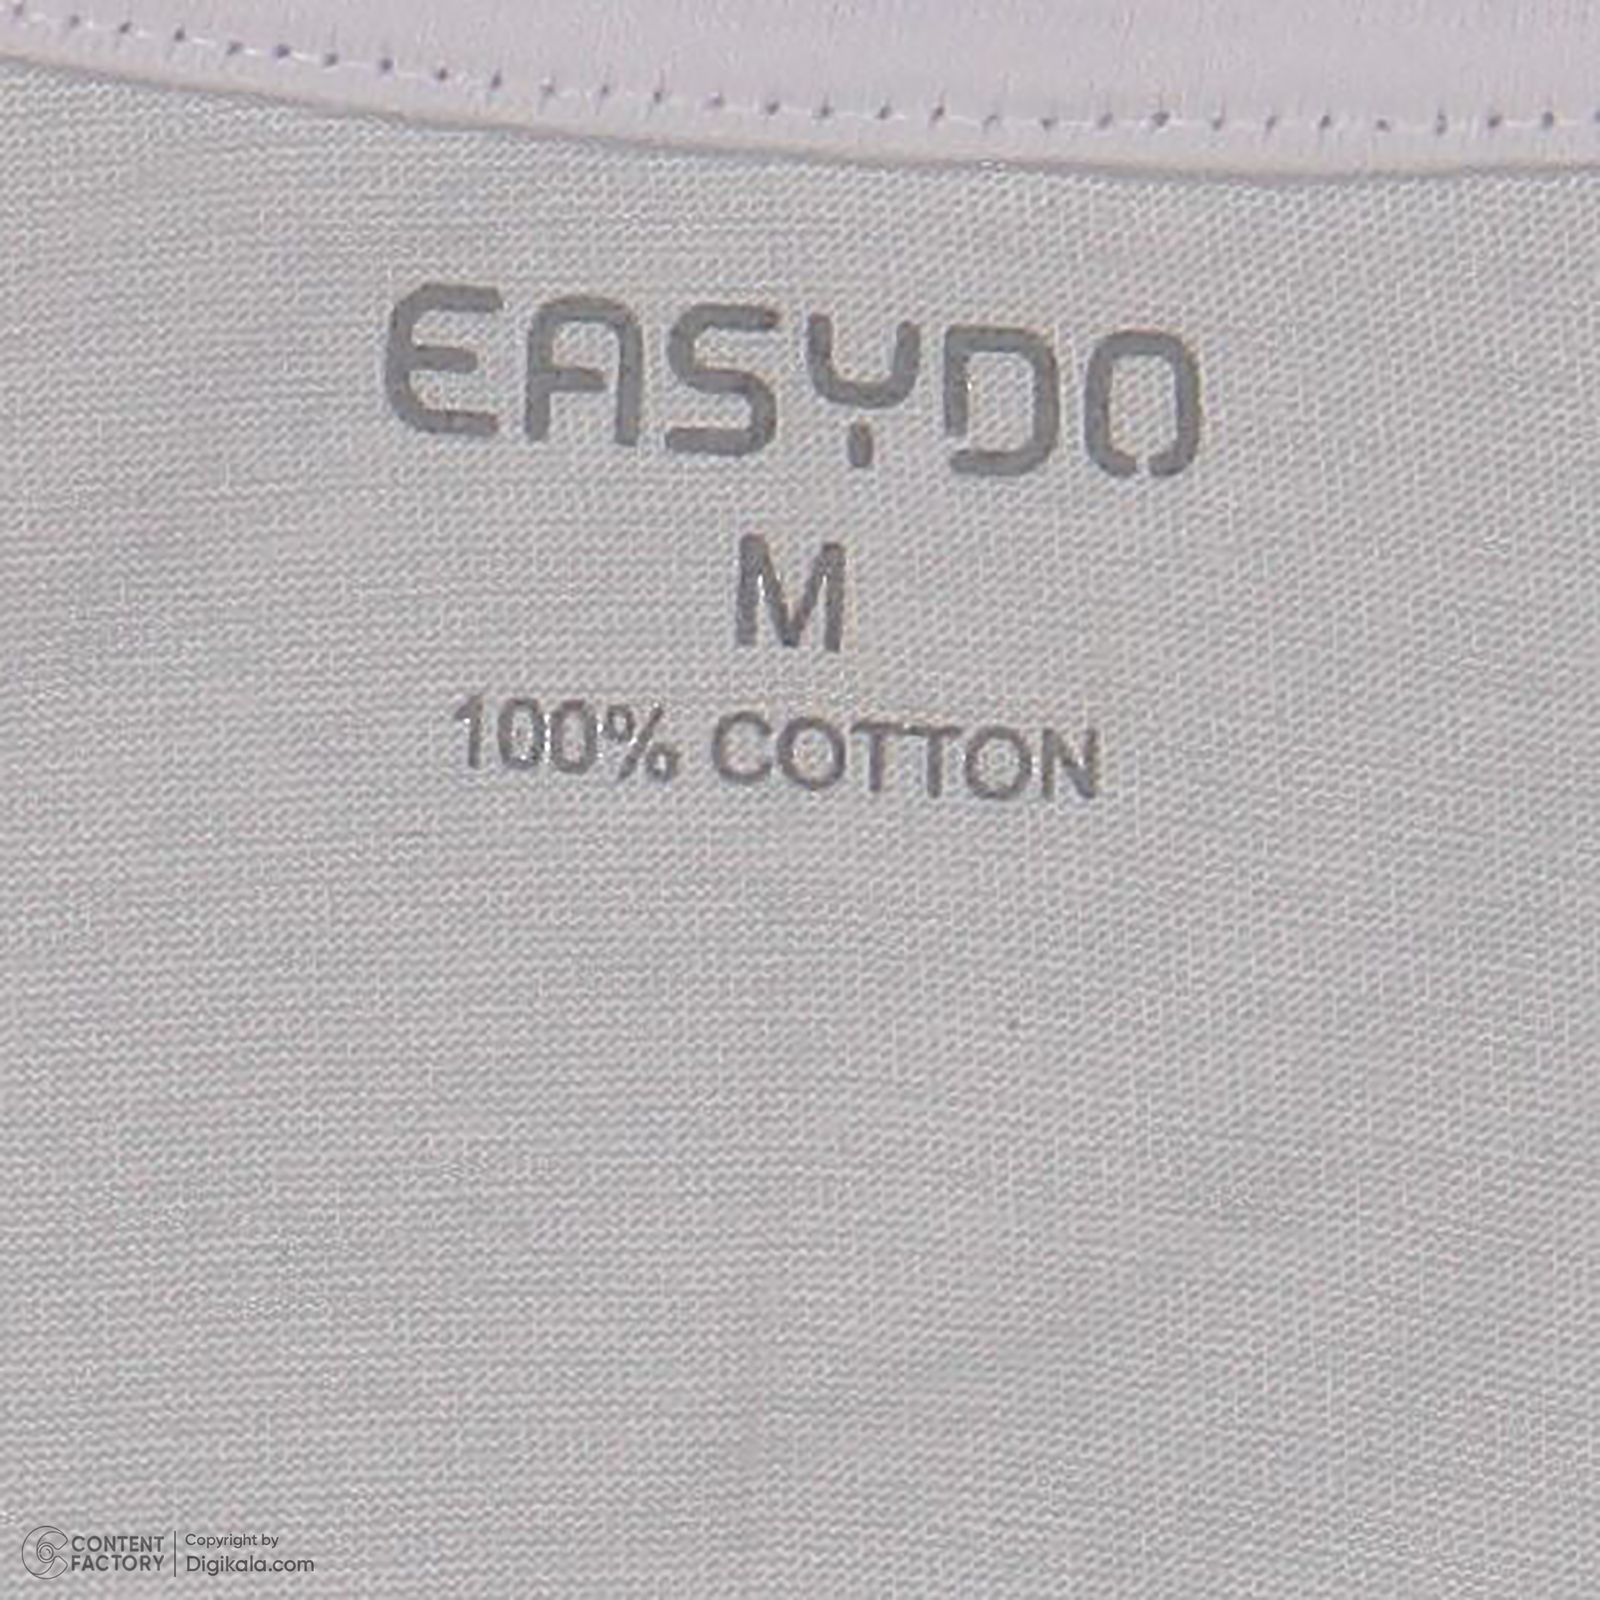 EASYDO
M
100% COTTON
CONTENT FACTORY
Copyright by
Digikala.com